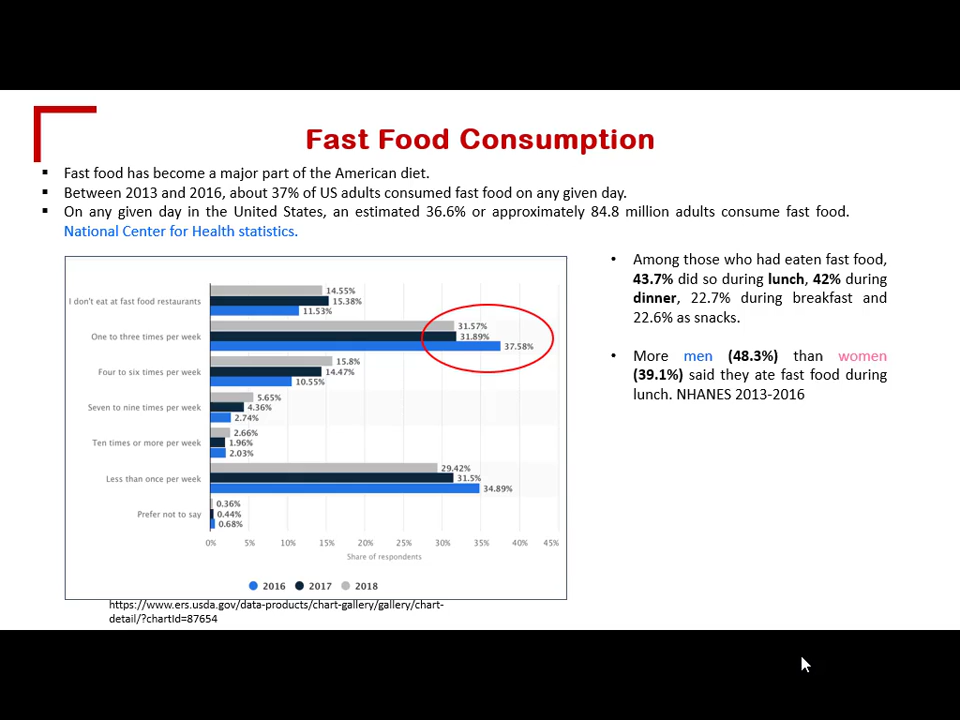 Fast Food Consumption
▪ Fast food has become a major part of the American diet.
▪ Between 2013 and 2016, about 37% of US adults consumed fast food on any given day.
▪ On any given day in the United States, an estimated 36.6% or approximately 84.8 million adults consume fast food.
National Center for Health statistics.
I don't eat at fast food restaurants 14.55% 15.38% 11.53%
One to three times per week 31.57% 31.89% 37.58%
Four to six times per week 15.8% 14.47% 10.55%
Seven to nine times per week 5.65% 4.36% 2.74%
Ten times or more per week 2.66% 1.96% 2.03%
Less than once per week 29.42% 31.5% 34.89%
Prefer not to say 0.36% 0.44% 0.68%
0% 5% 10% 15% 20% 25% 30% 35% 40% 45%
Share of respondents
2016 2017 2018
https://www.ers.usda.gov/data-products/chart-gallery/gallery/chart-
detail/?chartId=87654
• Among those who had eaten fast food,
43.7% did so during lunch, 42% during
dinner, 22.7% during breakfast and
22.6% as snacks.
• More men (48.3%) than women
(39.1%) said they ate fast food during
lunch. NHANES 2013-2016